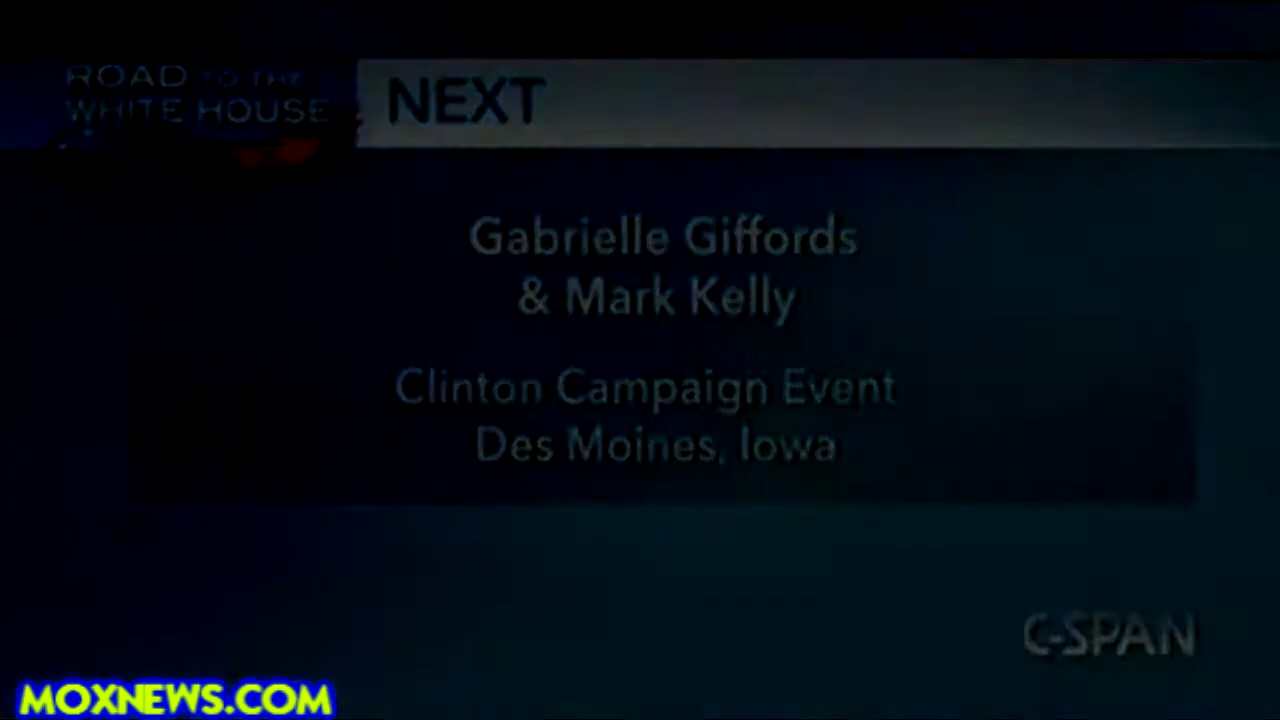 ROAD TO THE
WHITE HOUSE
NEXT
Gabrielle Giffords
& Mark Kelly
Clinton Campaign Event
Des Moines, Iowa
C-SPAN
MOXNEWS.COM